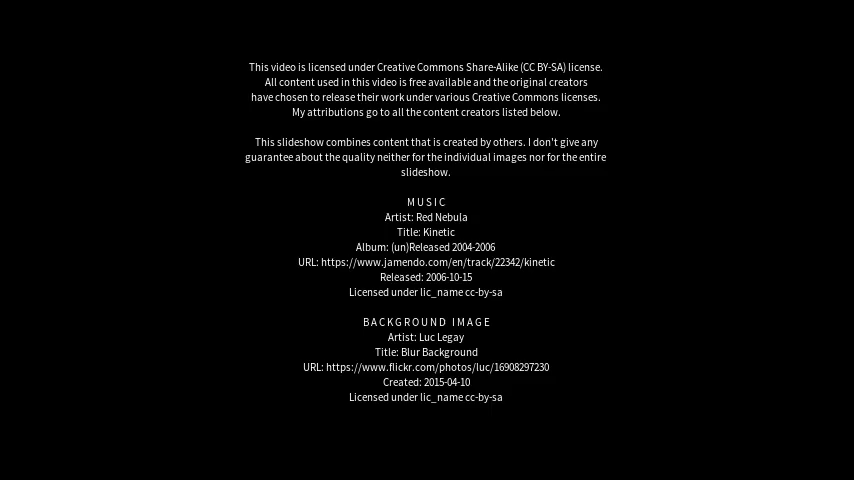 This video is licensed under Creative Commons Share-Alike (CC BY-SA) license.
All content used in this video is free available and the original creators
have chosen to release their work under various Creative Commons licenses.
My attributions go to all the content creators listed below.
This slideshow combines content that is created by others. I don't give any
guarantee about the quality neither for the individual images nor for the entire
slideshow.
MUSIC
Artist: Red Nebula
Title: Kinetic
Album: (un)Released 2004-2006
URL: https://www.jamendo.com/en/track/22342/kinetic
Released: 2006-10-15
Licensed under lic_name cc-by-sa
BACKGROUND IMAGE
Artist: Luc Legay
Title: Blur Background
URL: https://www.flickr.com/photos/luc/16908297230
Created: 2015-04-10
Licensed under lic_name cc-by-sa